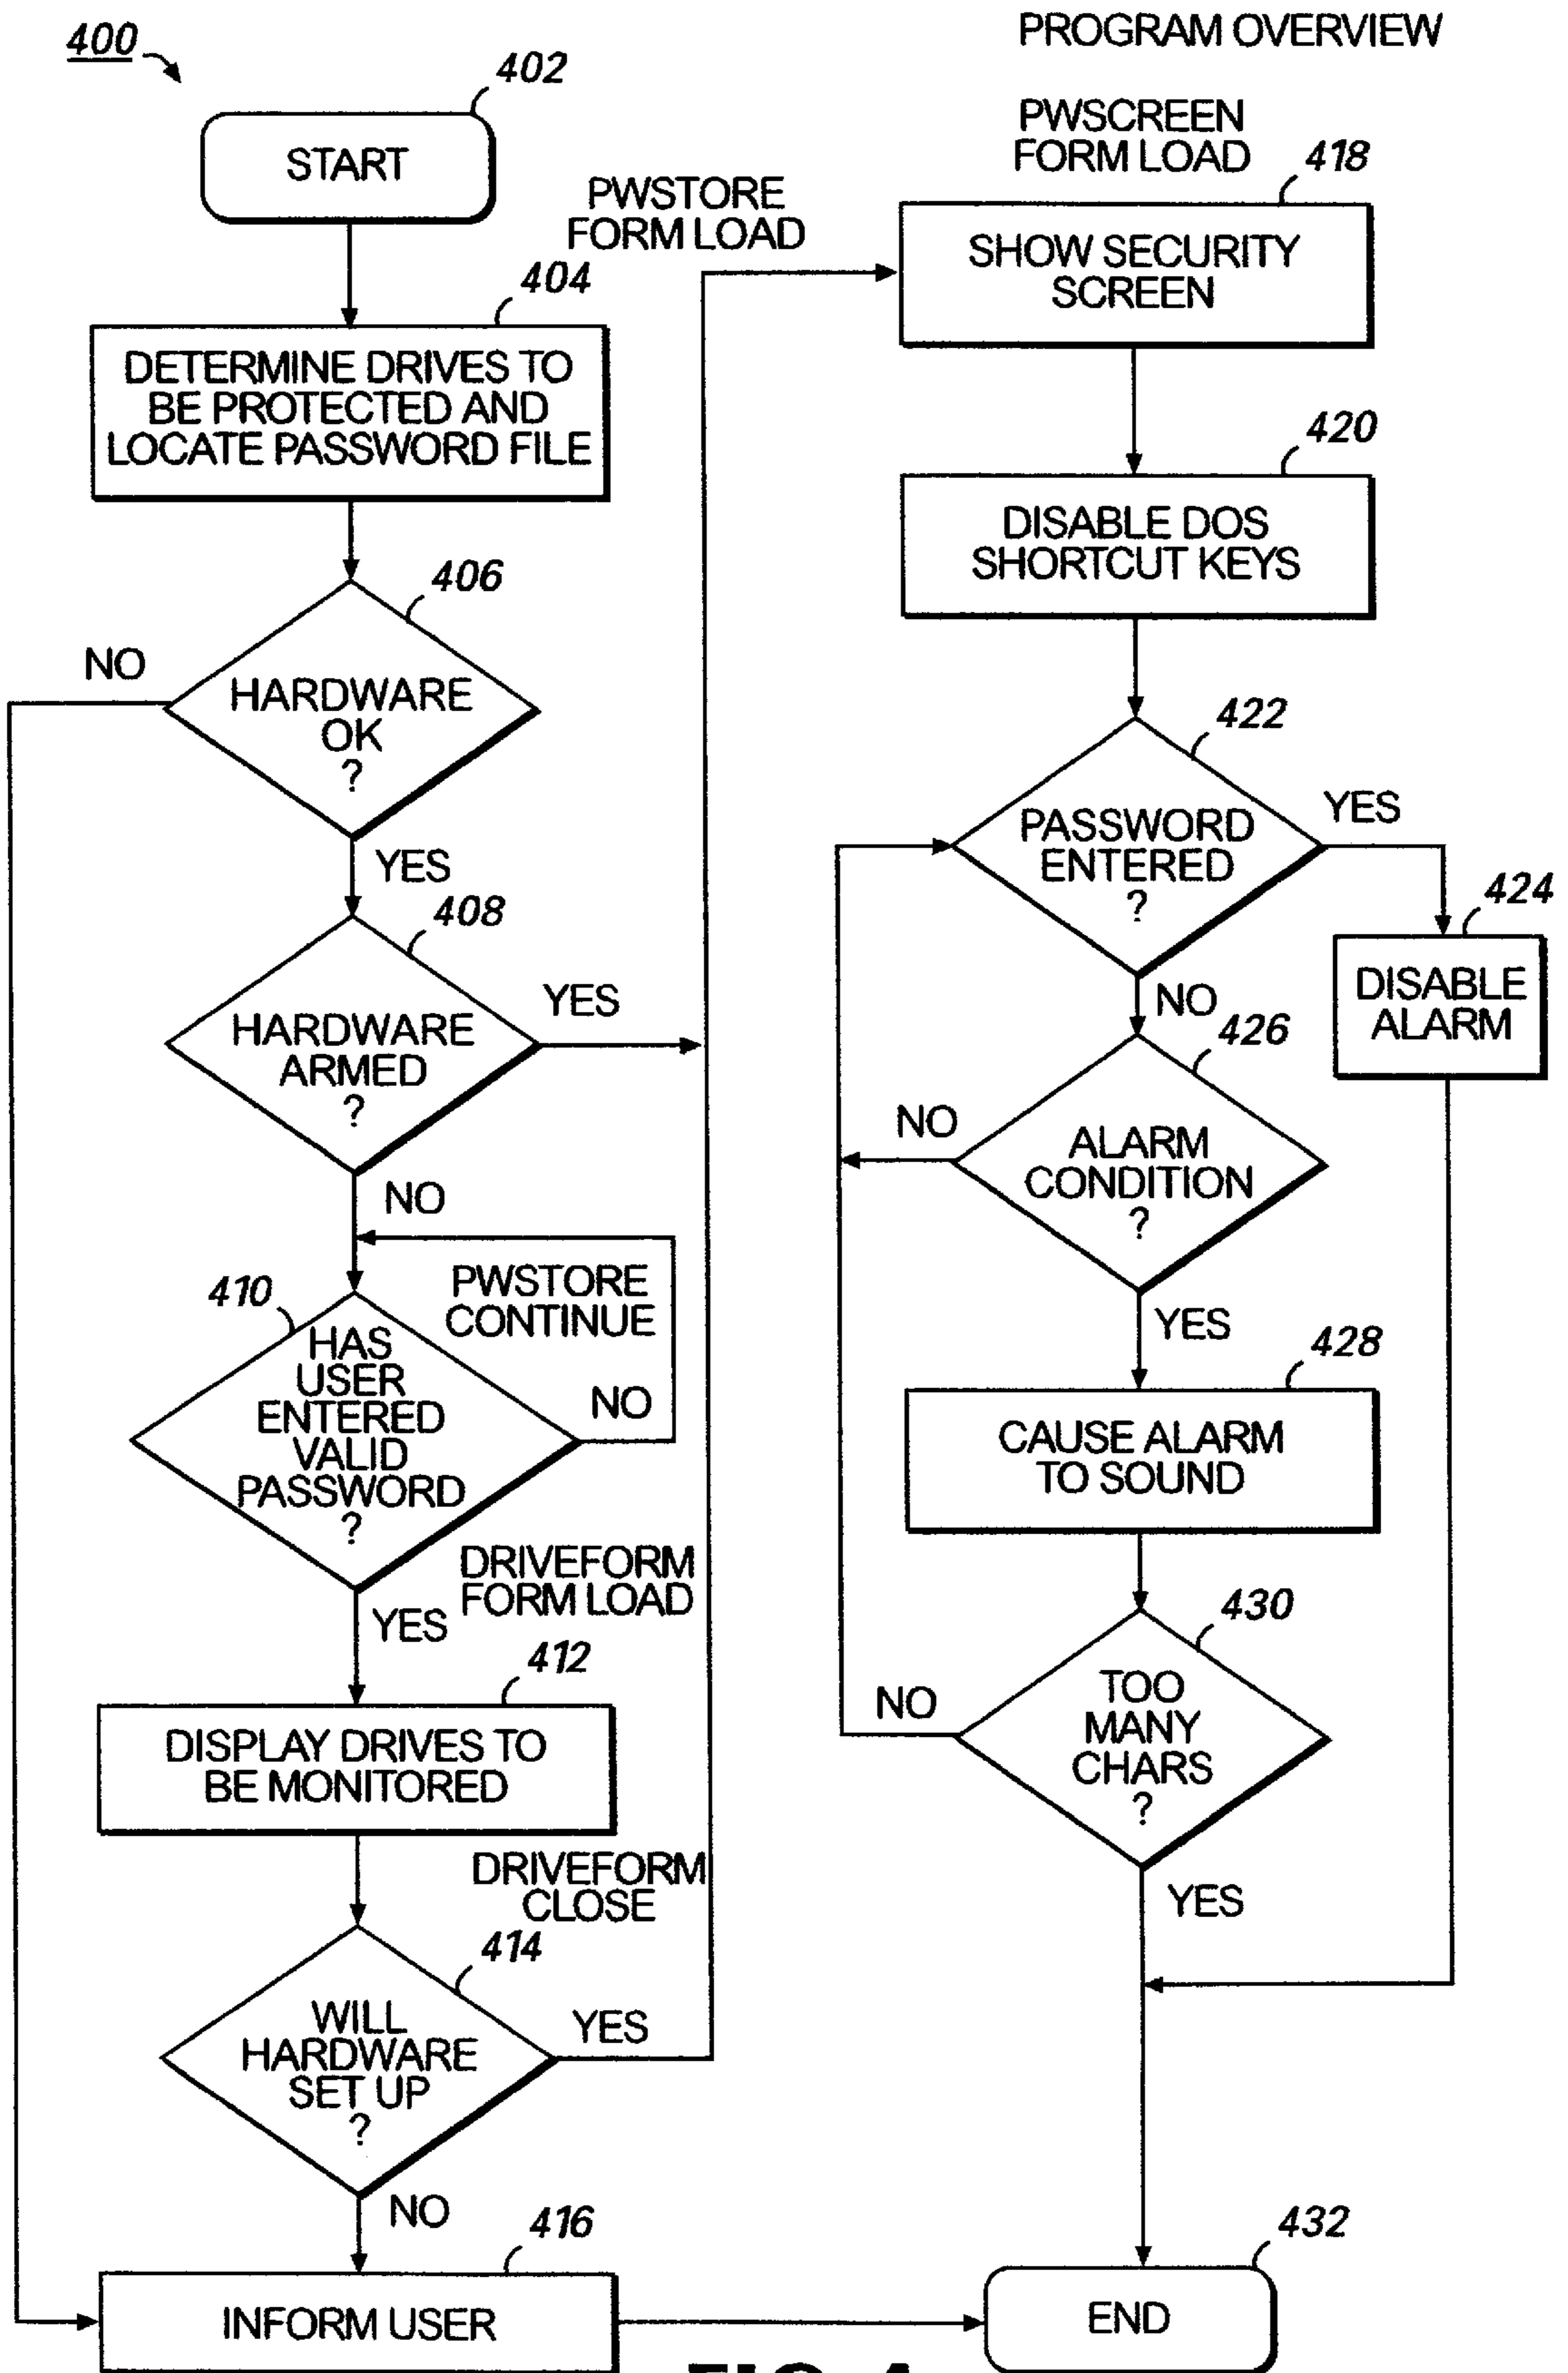 400
PROGRAM OVERVIEW
402
START
PWSTORE
FORM LOAD
404
DETERMINE DRIVES TO
BE PROTECTED AND
LOCATE PASSWORD FILE
406
NO
HARDWARE
OK
?
YES
408
HARDWARE
ARMED
?
YES
NO
PWSTORE
CONTINUE
410
HAS
USER
ENTERED
VALID
PASSWORD
?
NO
DRIVEFORM
FORM LOAD
YES
412
DISPLAY DRIVES TO
BE MONITORED
DRIVEFORM
CLOSE
414
WILL
HARDWARE
SET UP
?
YES
NO
416
INFORM USER
PWSCREEN
FORM LOAD
418
SHOW SECURITY
SCREEN
420
DISABLE DOS
SHORTCUT KEYS
422
PASSWORD
ENTERED
?
YES
424
DISABLE
ALARM
NO
426
ALARM
CONDITION
?
NO
YES
428
CAUSE ALARM
TO SOUND
430
TOO
MANY
CHARS
?
NO
YES
432
END